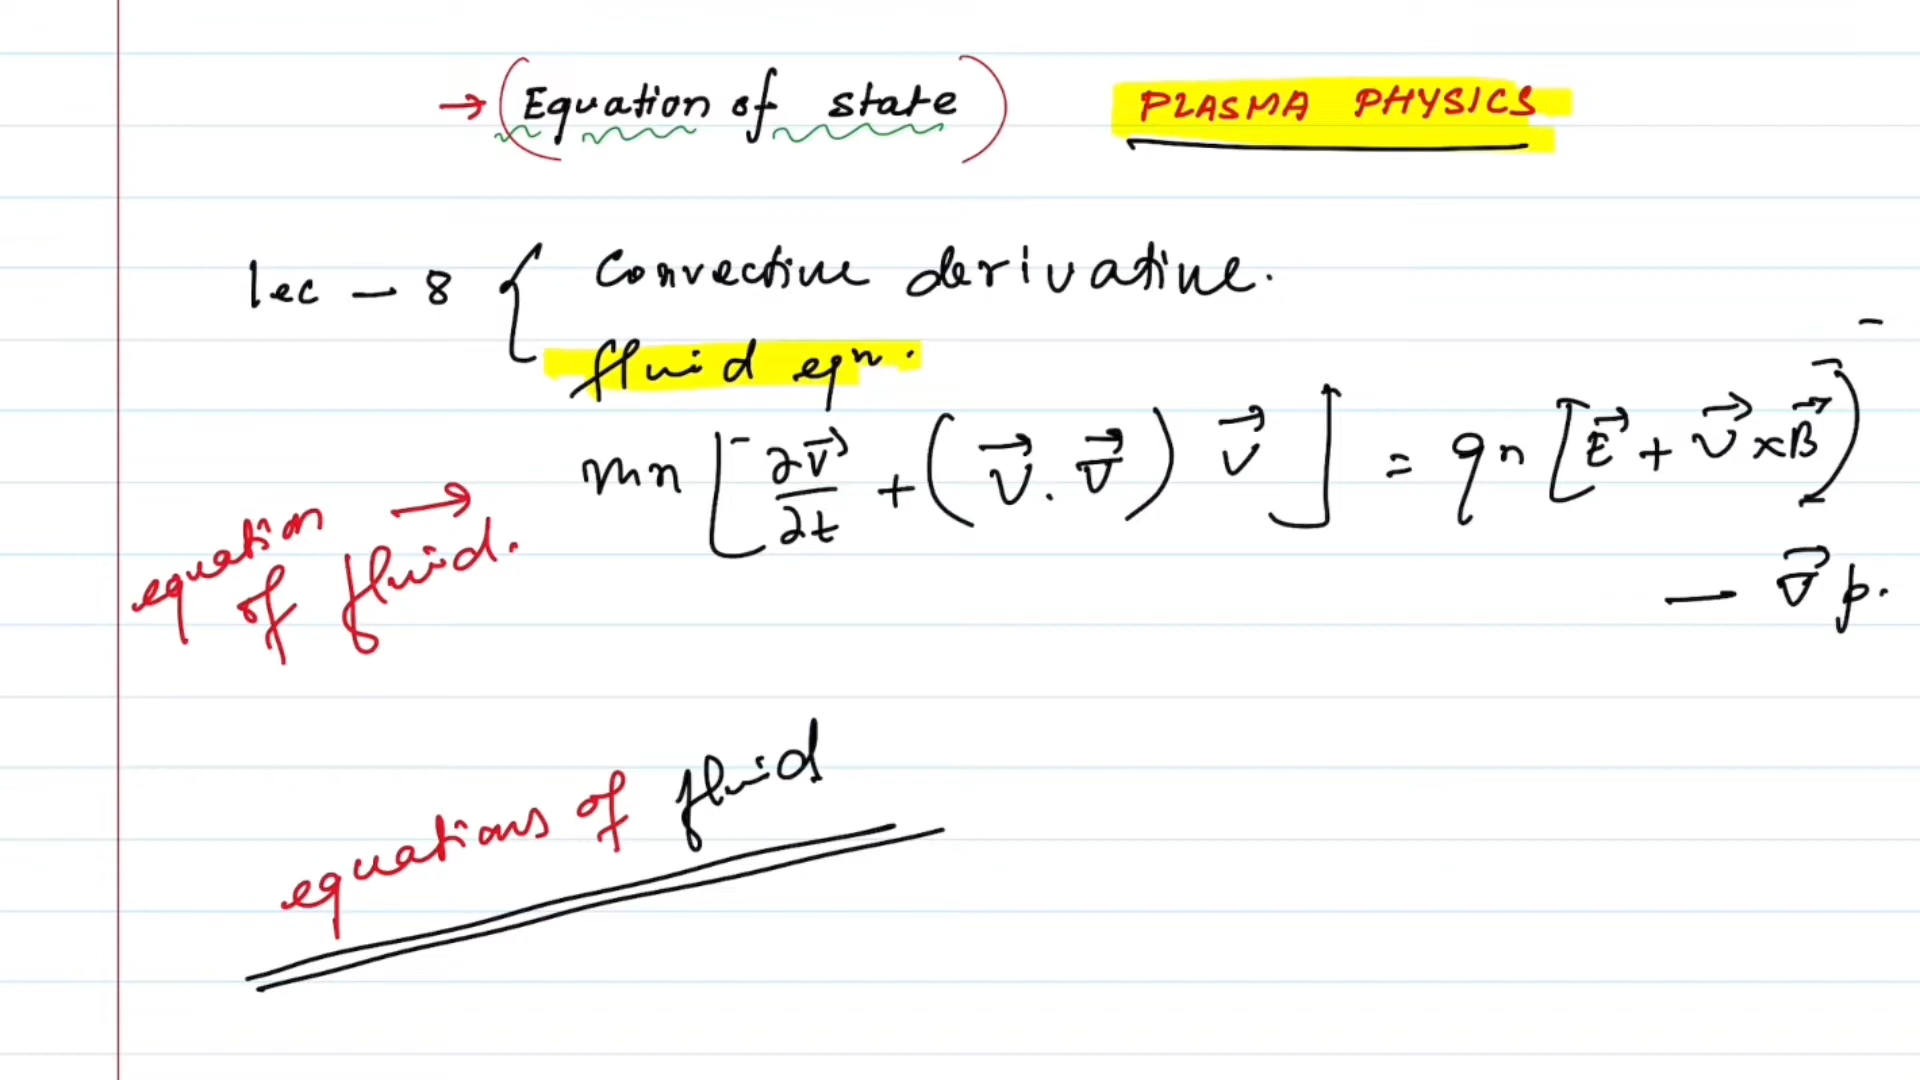 → (Equation of state) PLASMA PHYSICS
lec - 8 { Convective derivative.
fluid eqn.
mn [∂v⃗/∂t + (v⃗.∇⃗) v⃗] = qn [E⃗ + v⃗ × B⃗]
- ∇⃗p.
equation →
of fluid.
equations of fluid